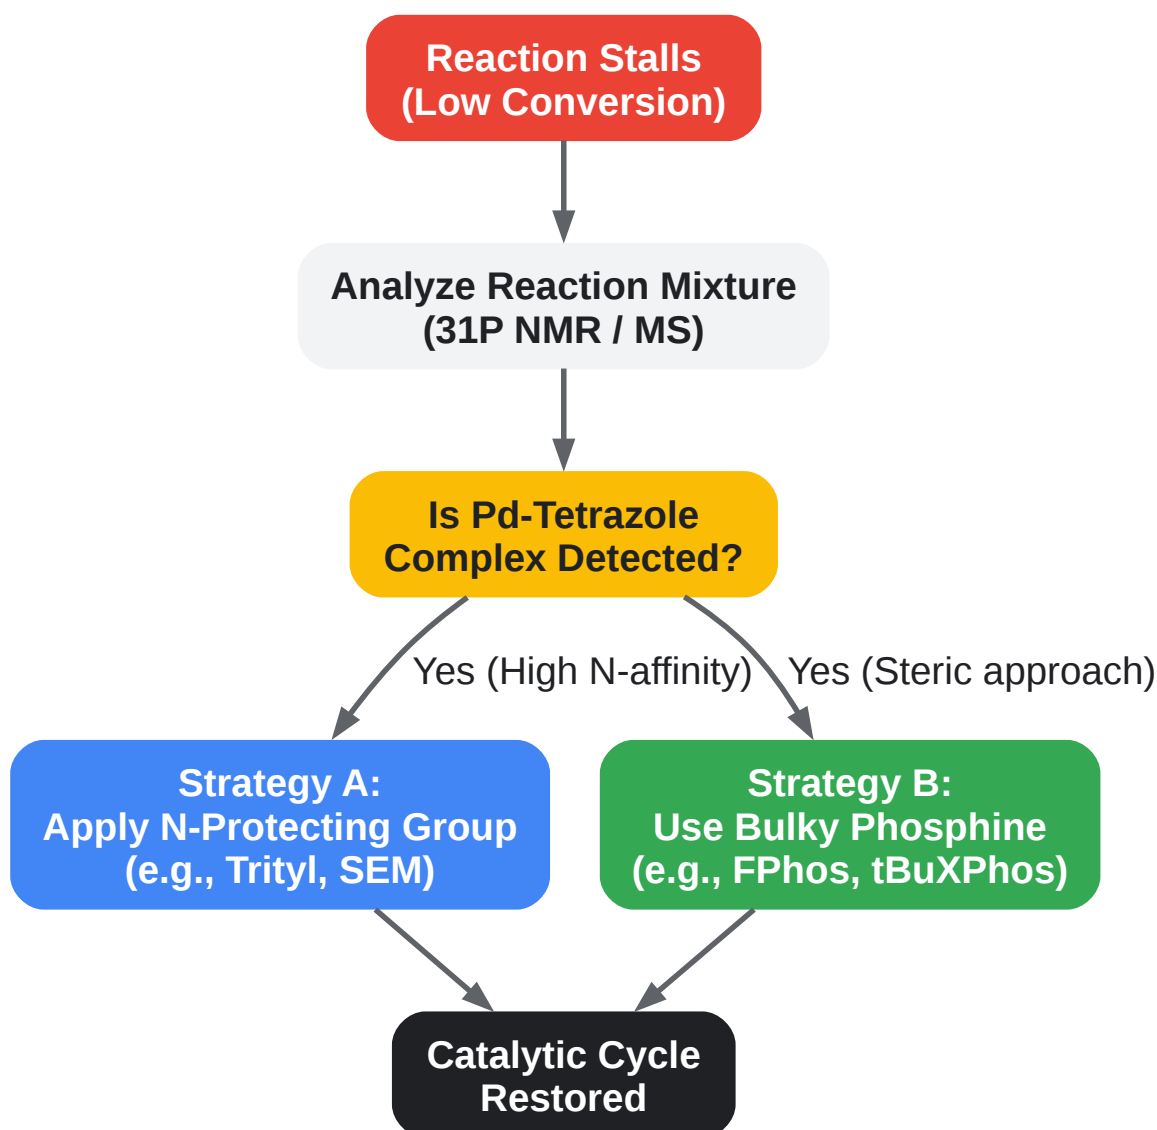 Reaction Stalls
(Low Conversion)
Analyze Reaction Mixture
(31P NMR / MS)
Is Pd-Tetrazole
Complex Detected?
Yes (High N-affinity)
Yes (Steric approach)
Strategy A:
Apply N-Protecting Group
(e.g., Trityl, SEM)
Strategy B:
Use Bulky Phosphine
(e.g., FPhos, tBuXPhos)
Catalytic Cycle
Restored